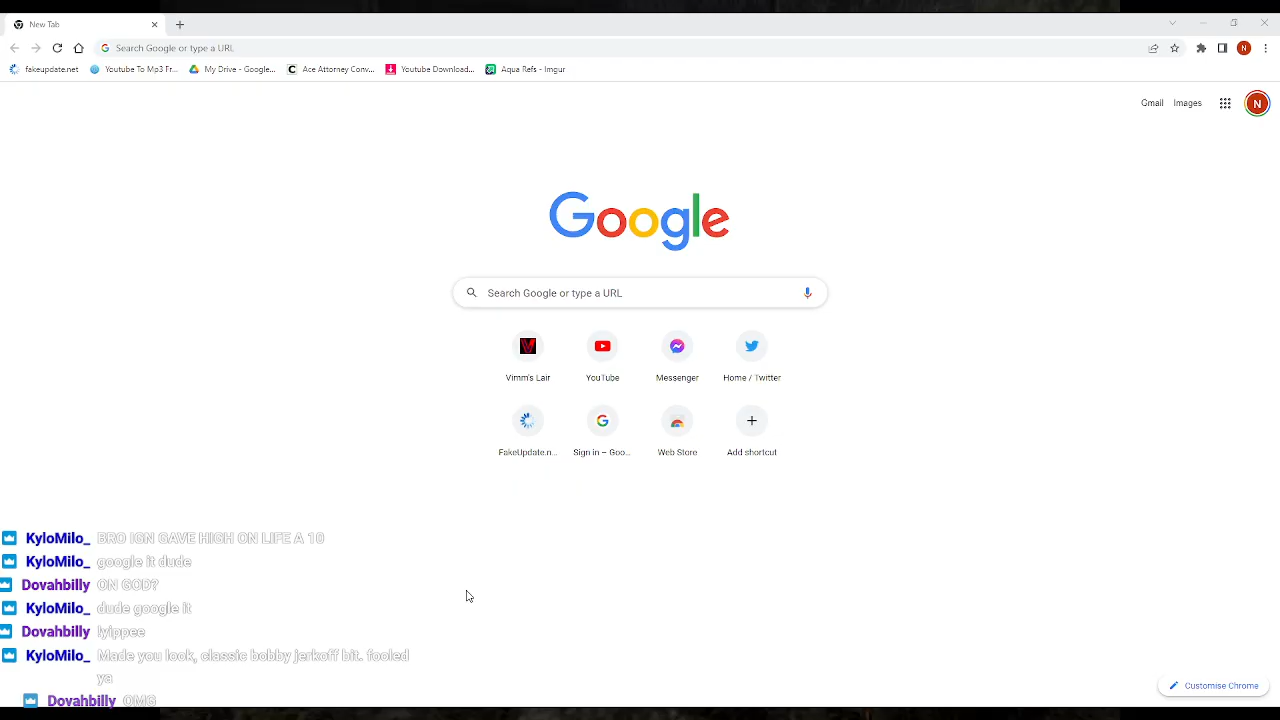 New Tab
Search Google or type a URL
N
fakeupdate.net
Youtube To Mp3 Fr...
My Drive - Google...
C
Ace Attorney Conv...
Youtube Download...
Aqua Refs - Imgur
Gmail
Images
N
Google
Search Google or type a URL
Vimm's Lair
YouTube
Messenger
Home / Twitter
FakeUpdate.n...
Sign in – Goo...
Web Store
Add shortcut
KyloMilo_ BRO IGN GAVE HIGH ON LIFE A 10
KyloMilo_ google it dude
Dovahbilly ON GOD?
KyloMilo_ dude google it
Dovahbilly !yippee
KyloMilo_ Made you look, classic bobby jerkoff bit. fooled
ya
Dovahbilly OMG
Customise Chrome